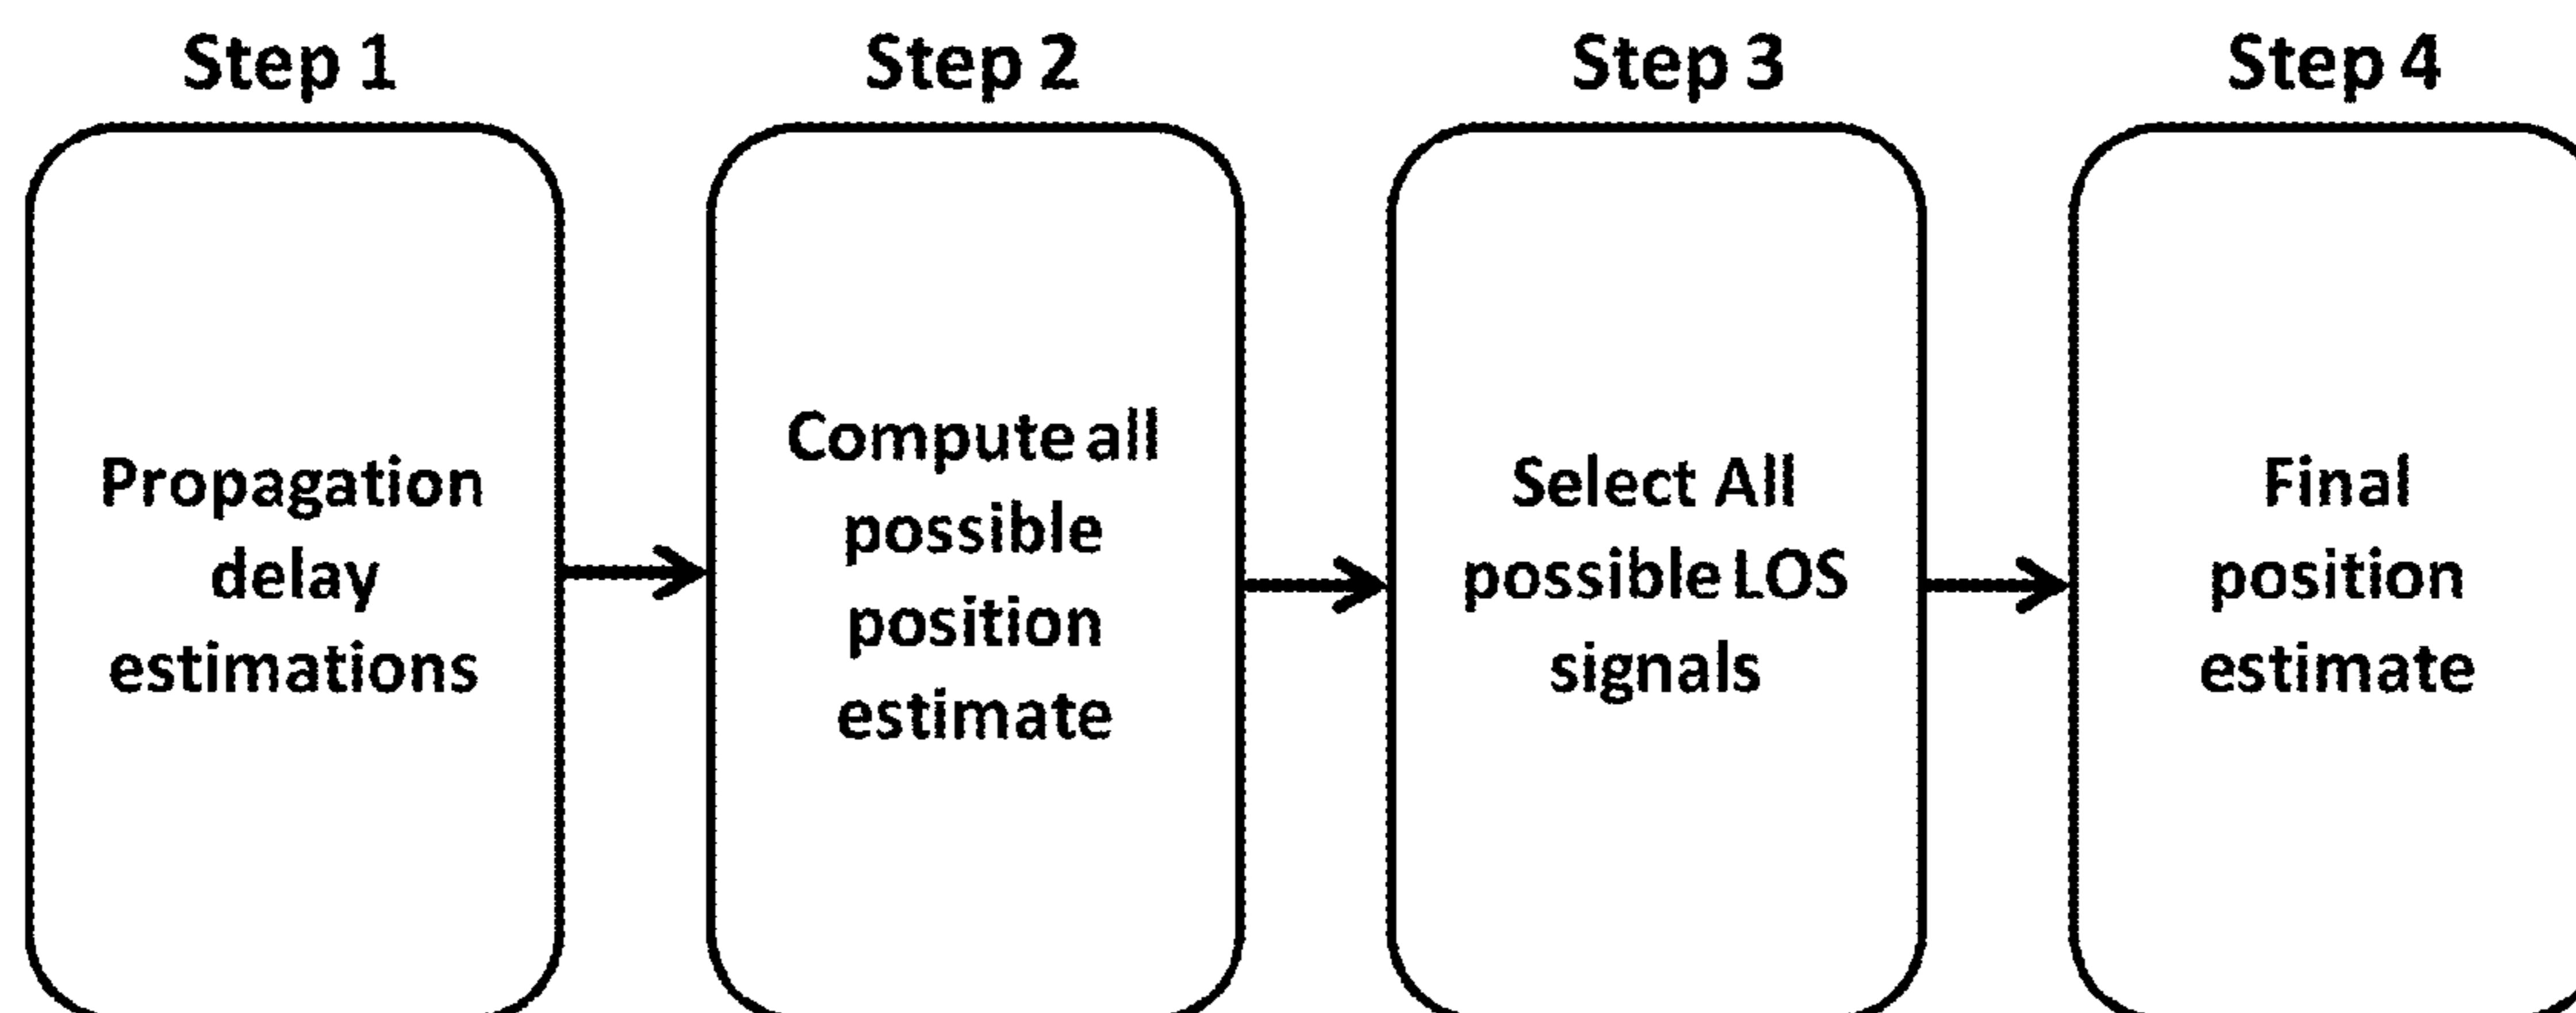 Step 1
Propagation
delay
estimations
Step 2
Compute all
possible
position
estimate
Step 3
Select All
possible LOS
signals
Step 4
Final
position
estimate